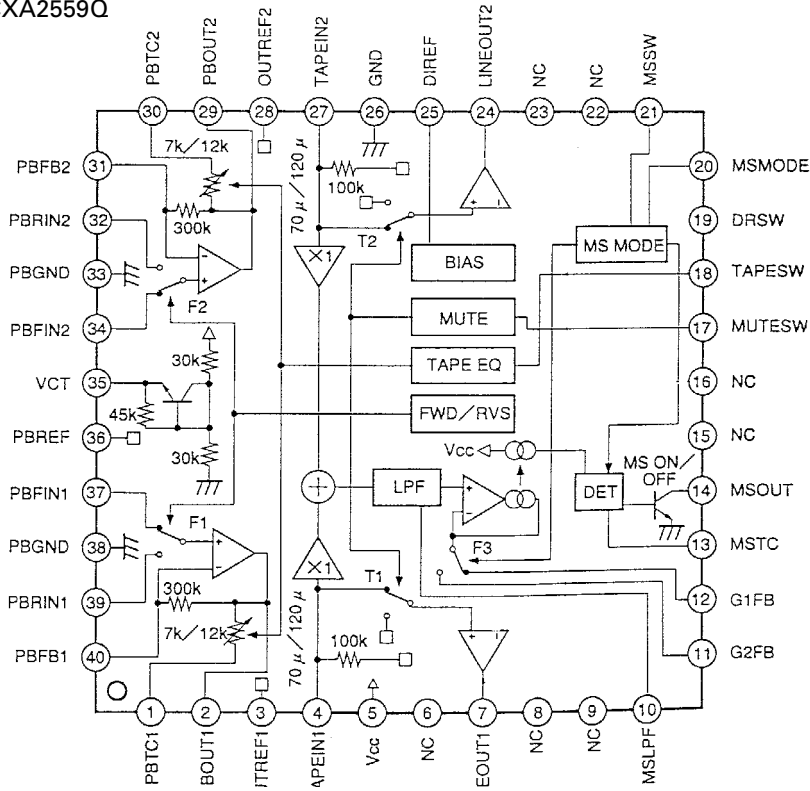 CXA2559Q
PBTC2
PBOUT2
OUTREF2
TAPEIN2
GND
DIREF
LINEOUT2
NC
NC
MSSW
30
29
28
27
26
25
24
23
22
21
PBFB2
31
PBRIN2
32
PBGND
33
PBFIN2
34
VCT
35
PBREF
36
PBFIN1
37
PBGND
38
PBRIN1
39
PBFB1
40
7k/12k
300k
F2
30k
45k
30k
F1
300k
7k/12k
70μ/120μ
100k
T2
×1
BIAS
MUTE
TAPE EQ
FWD/RVS
MS MODE
Vcc
LPF
DET
MS ON/
OFF
F3
×1
T1
70μ/120μ
100k
20 MSMODE
19 DRSW
18 TAPESW
17 MUTESW
16 NC
15 NC
14 MSOUT
13 MSTC
12 G1FB
11 G2FB
1
2
3
4
5
6
7
8
9
10
PBTC1
BOUT1
UTREF1
APEIN1
Vcc
NC
EOUT1
NC
NC
MSLPF